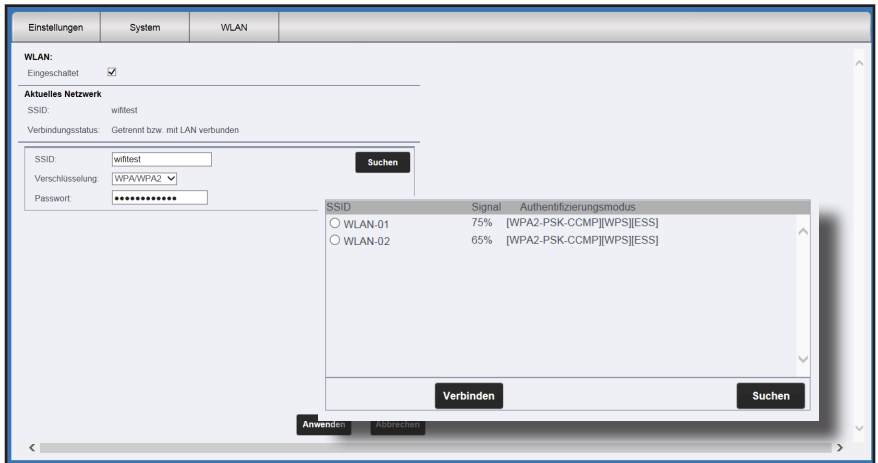 Einstellungen System WLAN
WLAN:
Eingeschaltet
Aktuelles Netzwerk
SSID: wifitest
Verbindungsstatus: Getrennt bzw. mit LAN verbunden
SSID: wifitest Suchen
Verschlüsselung: WPA/WPA2
Passwort: ●●●●●●●●●●●●
SSID Signal Authentifizierungsmodus
WLAN-01 75% [WPA2-PSK-CCMP][WPS][ESS]
WLAN-02 65% [WPA2-PSK-CCMP][WPS][ESS]
Verbinden Suchen
Anwenden Abbrechen